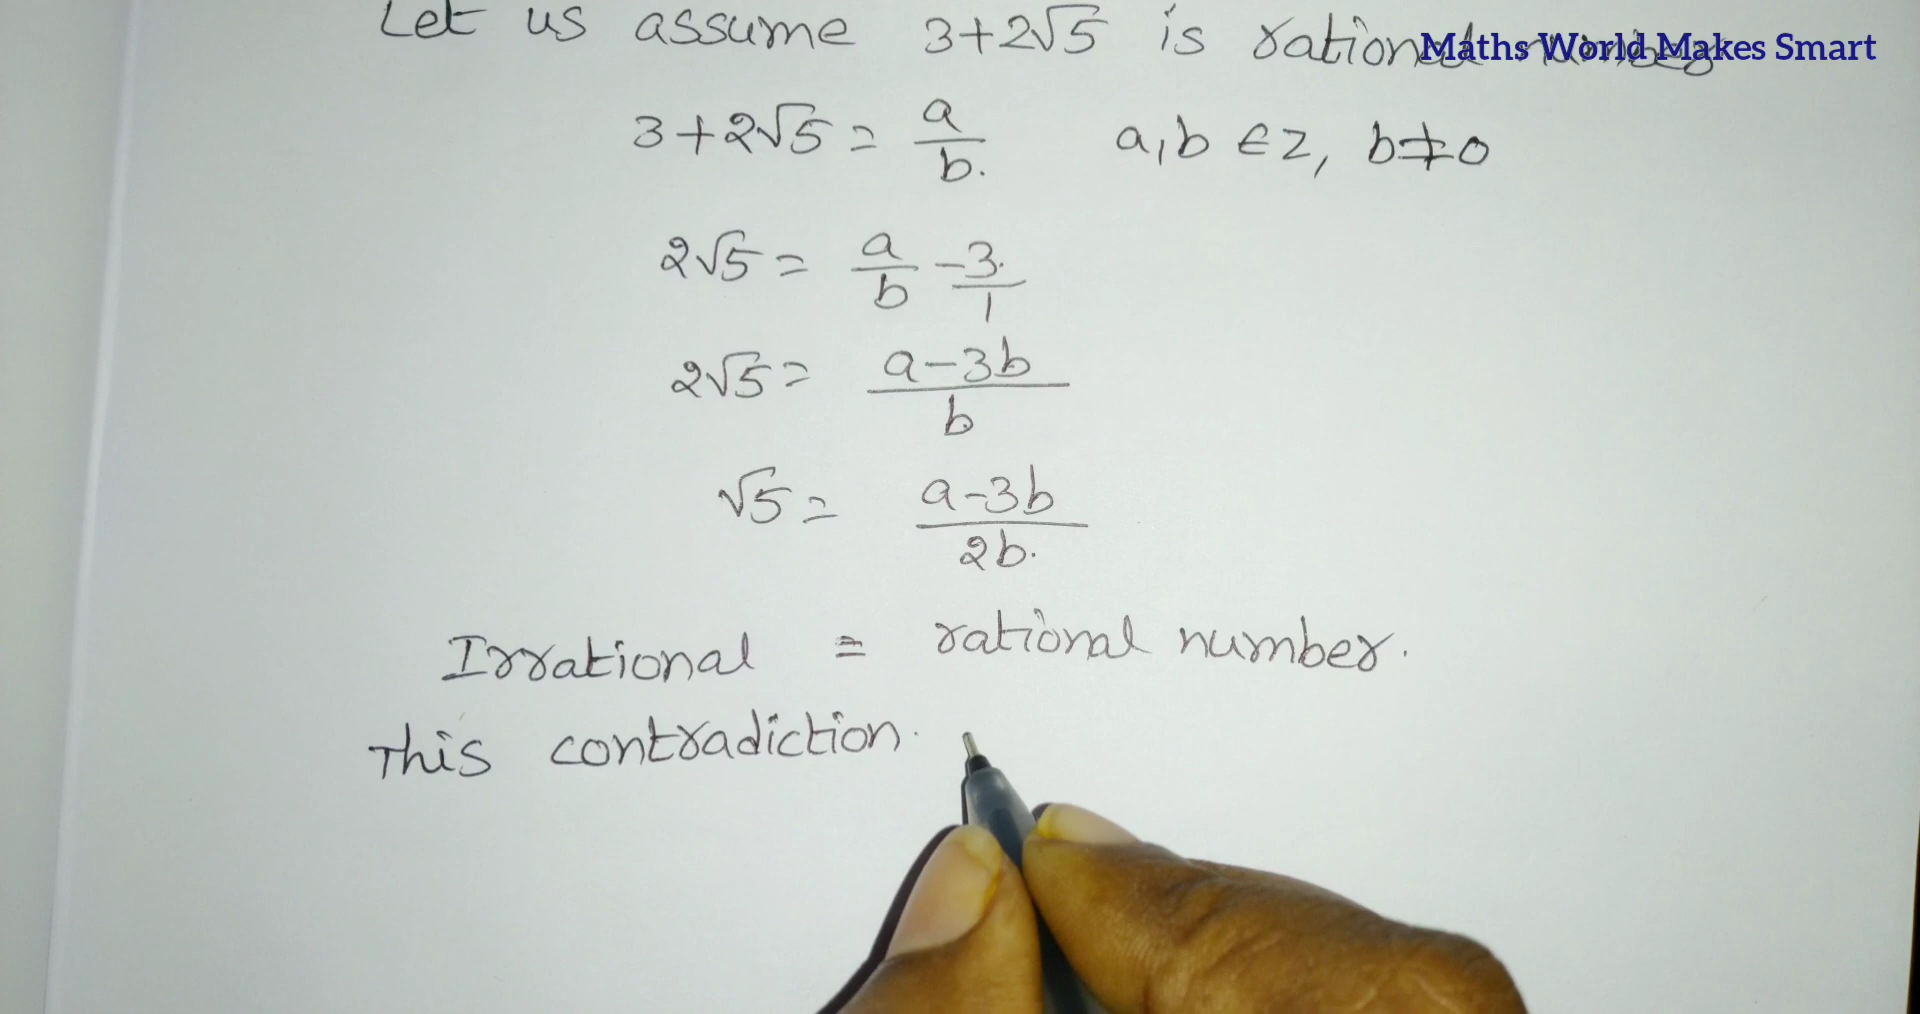 Let us assume 3+2√5 is rational number
Maths World Makes Smart
3+2√5 = a/b. a,b ∈ Z, b≠0
2√5 = a/b - 3./1
2√5 = a-3b/b
√5 = a-3b/2b.
Irrational = rational number.
This contradiction.